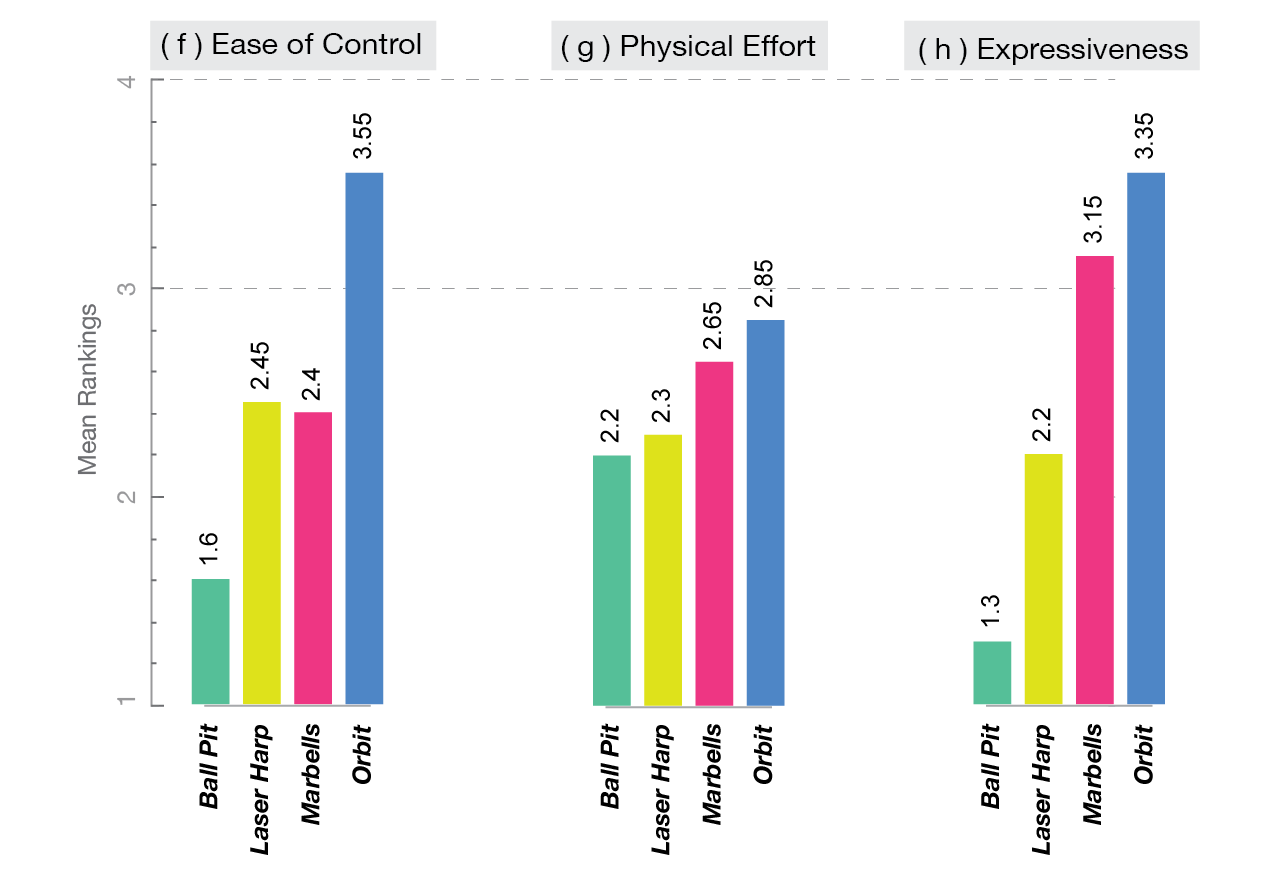 ( f ) Ease of Control
( g ) Physical Effort
( h ) Expressiveness
Mean Rankings
4
3
2
1
1.6
2.45
2.4
3.55
2.2
2.3
2.65
2.85
1.3
2.2
3.15
3.35
Ball Pit
Laser Harp
Marbells
Orbit
Ball Pit
Laser Harp
Marbells
Orbit
Ball Pit
Laser Harp
Marbells
Orbit